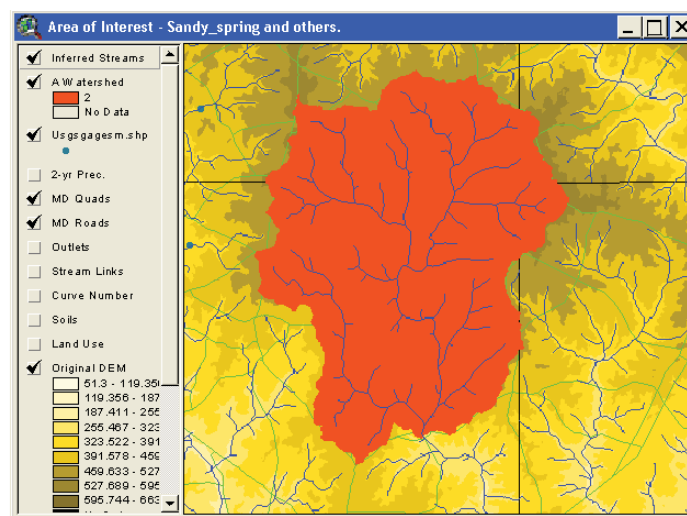 Area of Interest - Sandy_spring and others.
Inferred Streams
A Watershed
2
No Data
Usgsgagesm.shp
2-yr Prec.
MD Quads
MD Roads
Outlets
Stream Links
Curve Number
Soils
Land Use
Original DEM
51.3 - 119.35
119.356 - 187
187.411 - 255
255.467 - 323
323.522 - 391
391.578 - 459
459.633 - 527
527.689 - 595
595.744 - 663